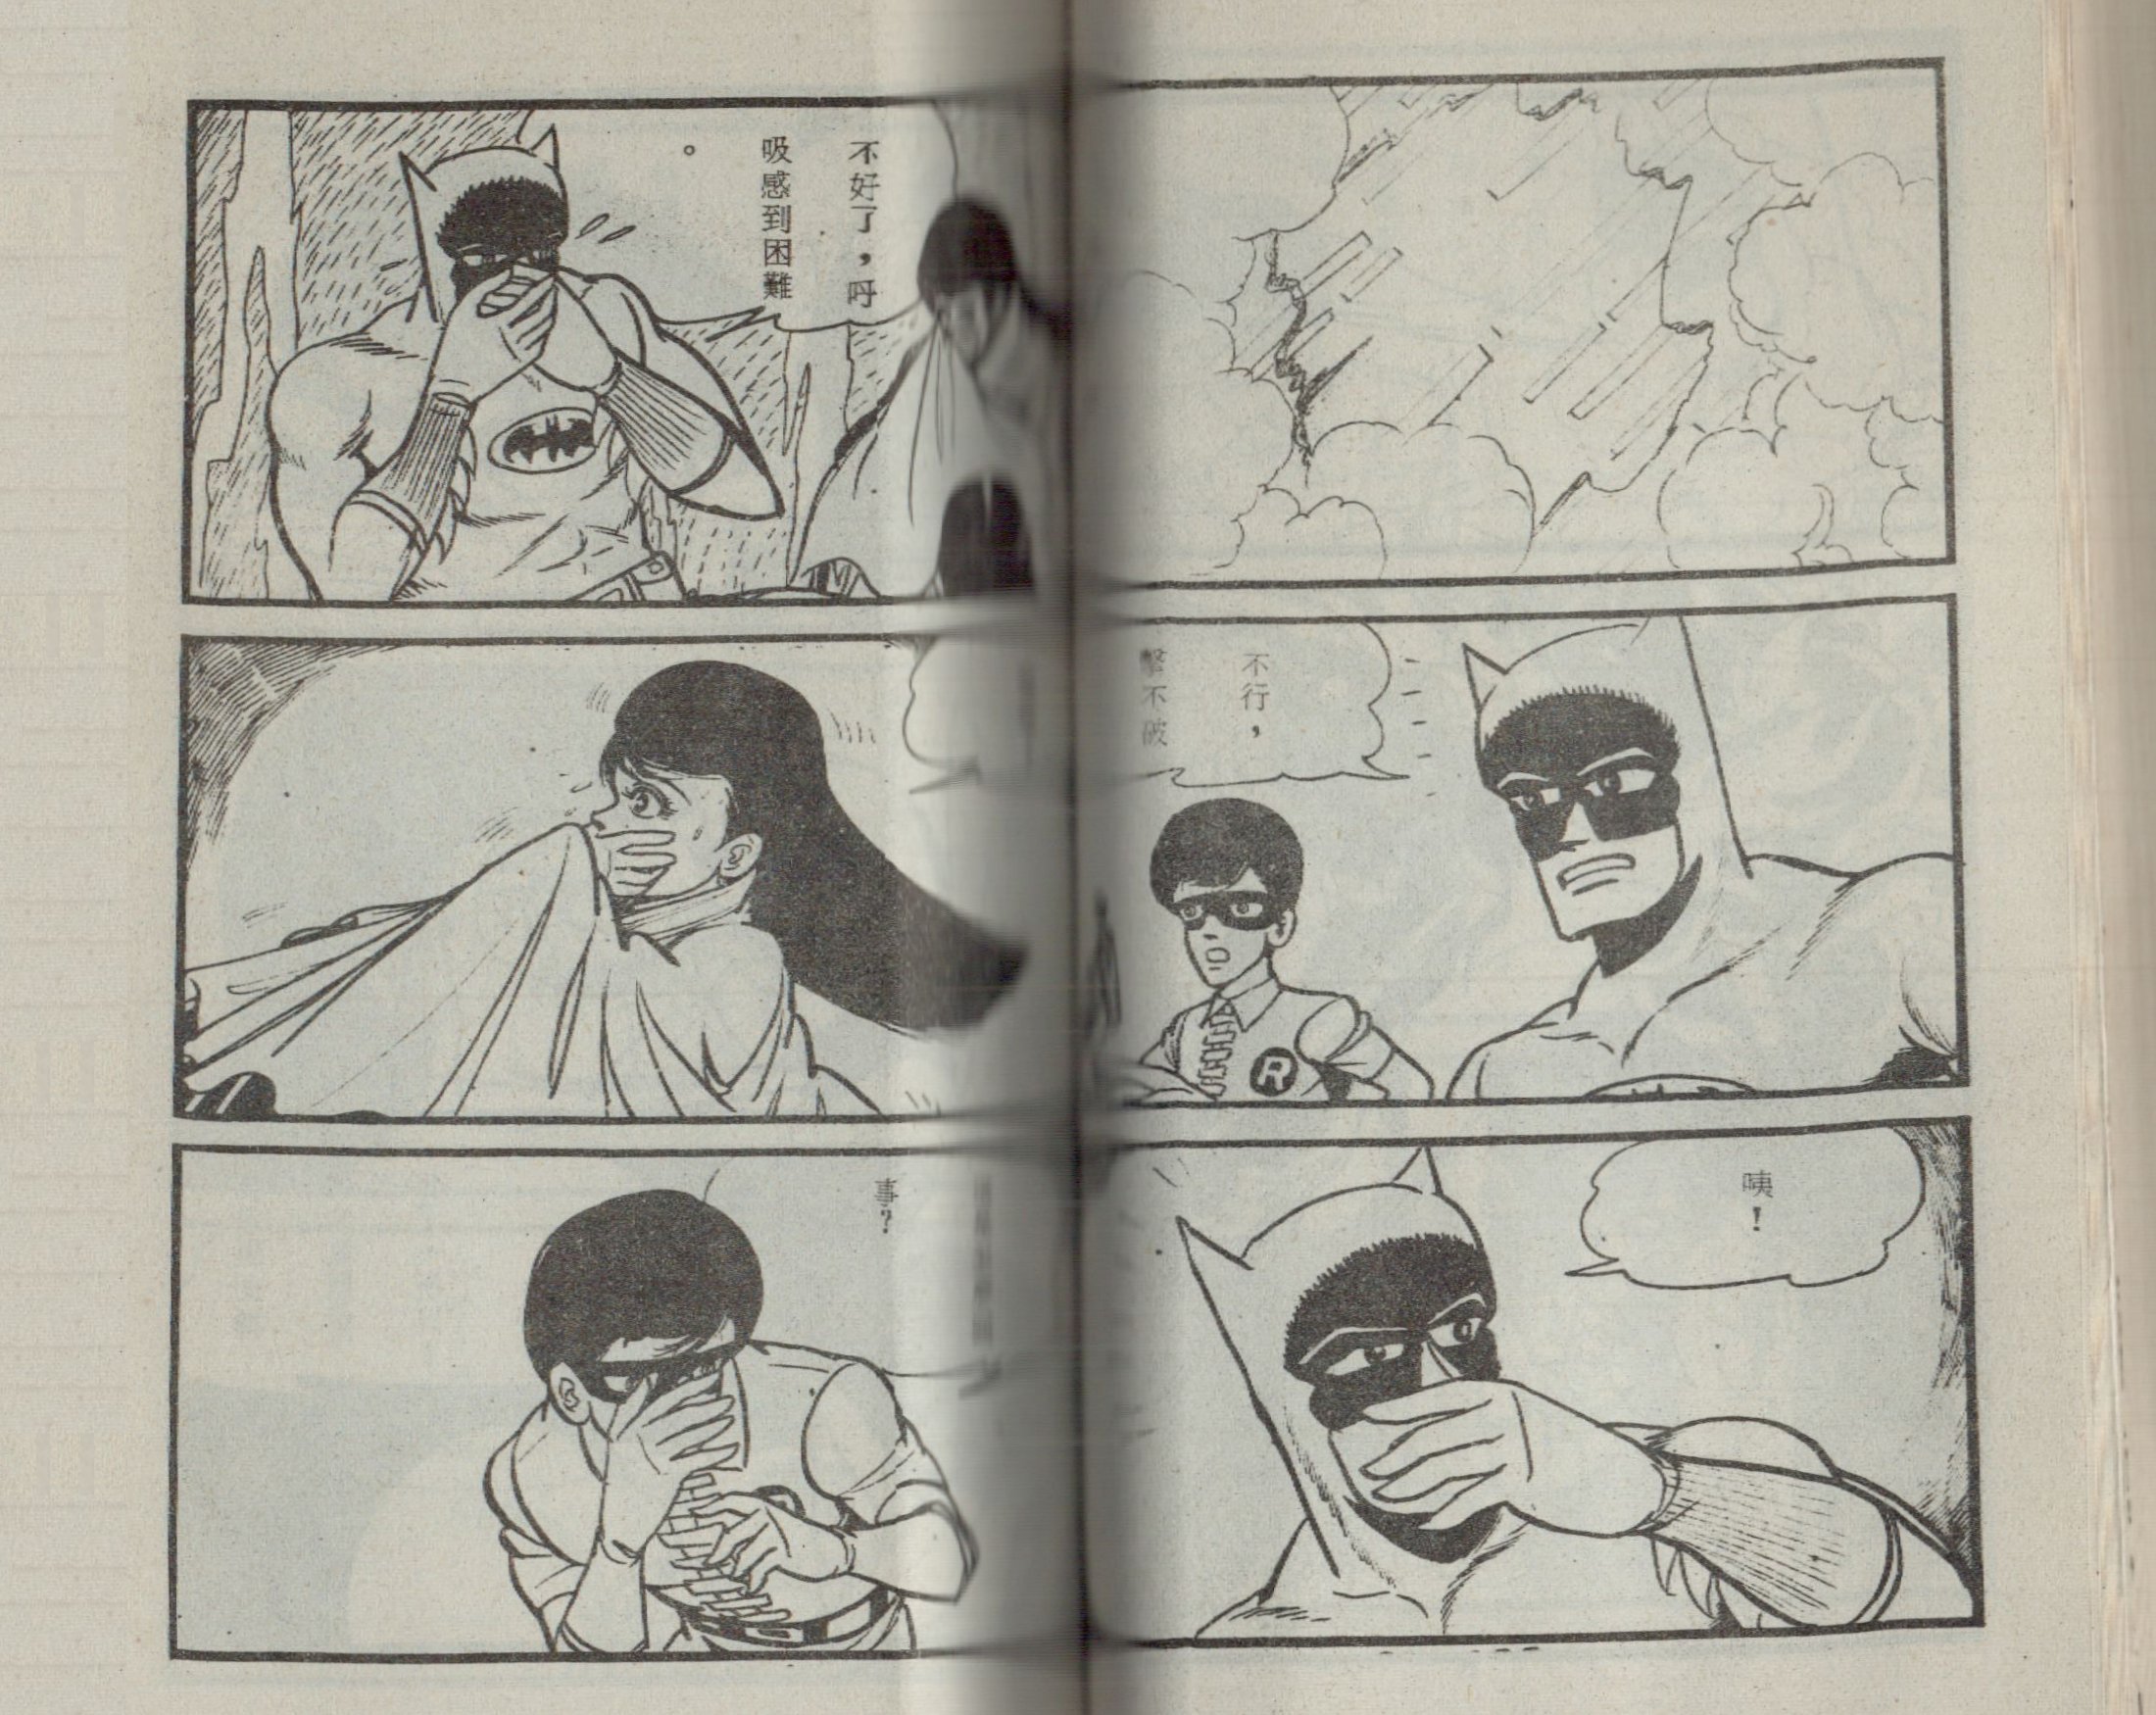 不行，
擊不破
R
咦！
不好了，呼
吸感到困難
。
事？